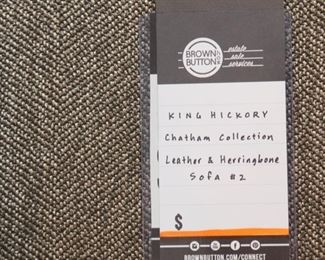 BROWN
BUTTON
estate
sale
services
KING HICKORY
Chatham Collection
Leather & Herringbone
Sofa #2
$
BROWNBUTTON.COM/CONNECT